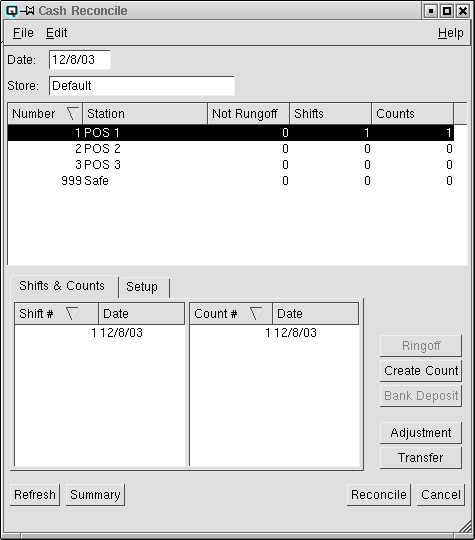 Cash Reconcile
File Edit Help
Date: 12/8/03
Store: Default
Number Station Not Rungoff Shifts Counts
1 POS 1 0 1 1
2 POS 2 0 0 0
3 POS 3 0 0 0
999 Safe 0 0 0
Shifts & Counts Setup
Shift # Date Count # Date
1 12/8/03 1 12/8/03
Ringoff
Create Count
Bank Deposit
Adjustment
Transfer
Refresh Summary Reconcile Cancel